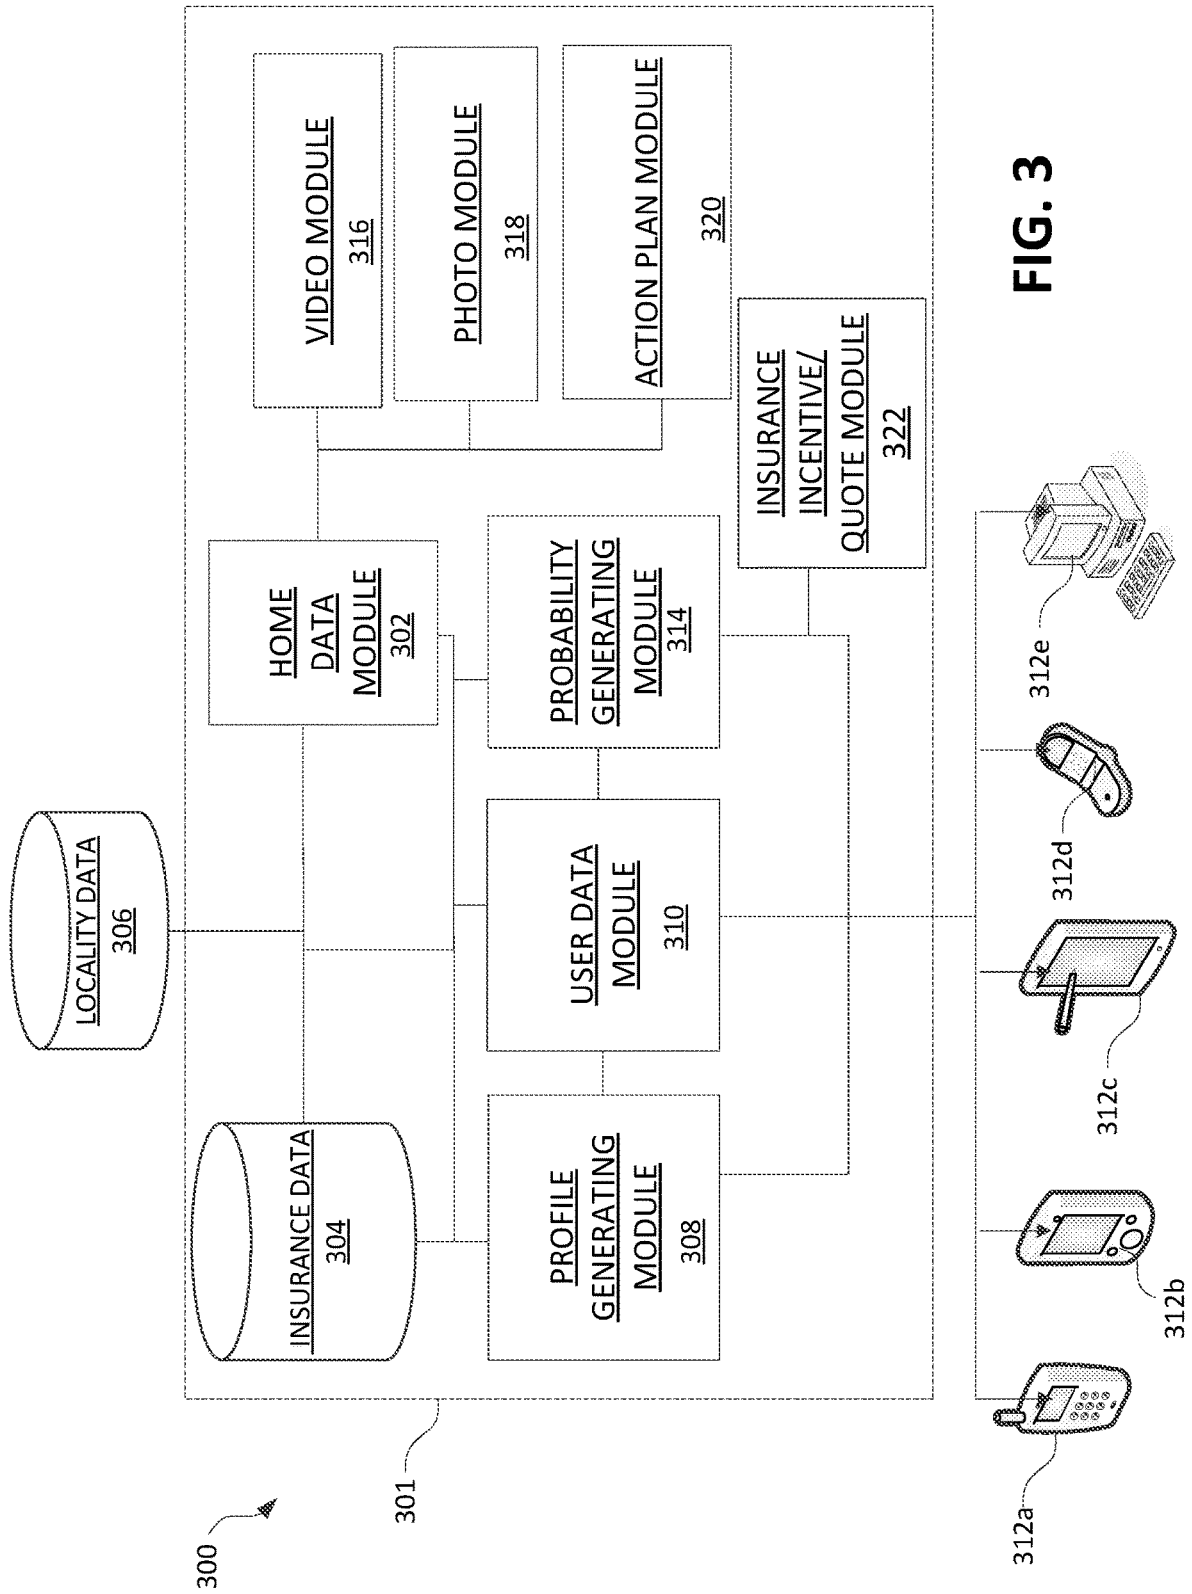 300
301
LOCALITY DATA
306
INSURANCE DATA
304
HOME
DATA
MODULE
302
VIDEO MODULE
316
PHOTO MODULE
318
ACTION PLAN MODULE
320
PROFILE
GENERATING
MODULE
308
USER DATA
MODULE
310
PROBABILITY
GENERATING
MODULE
314
INSURANCE
INCENTIVE/
QUOTE MODULE
322
312a
312b
312c
312d
312e
FIG. 3